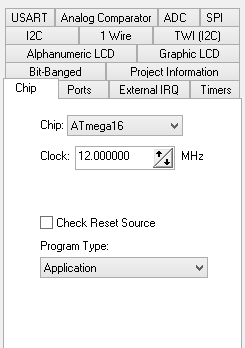 USART Analog Comparator ADC SPI
I2C 1 Wire TWI (I2C)
Alphanumeric LCD Graphic LCD
Bit-Banged Project Information
Chip Ports External IRQ Timers
Chip: ATmega16
Clock: 12.000000 MHz
Check Reset Source
Program Type:
Application